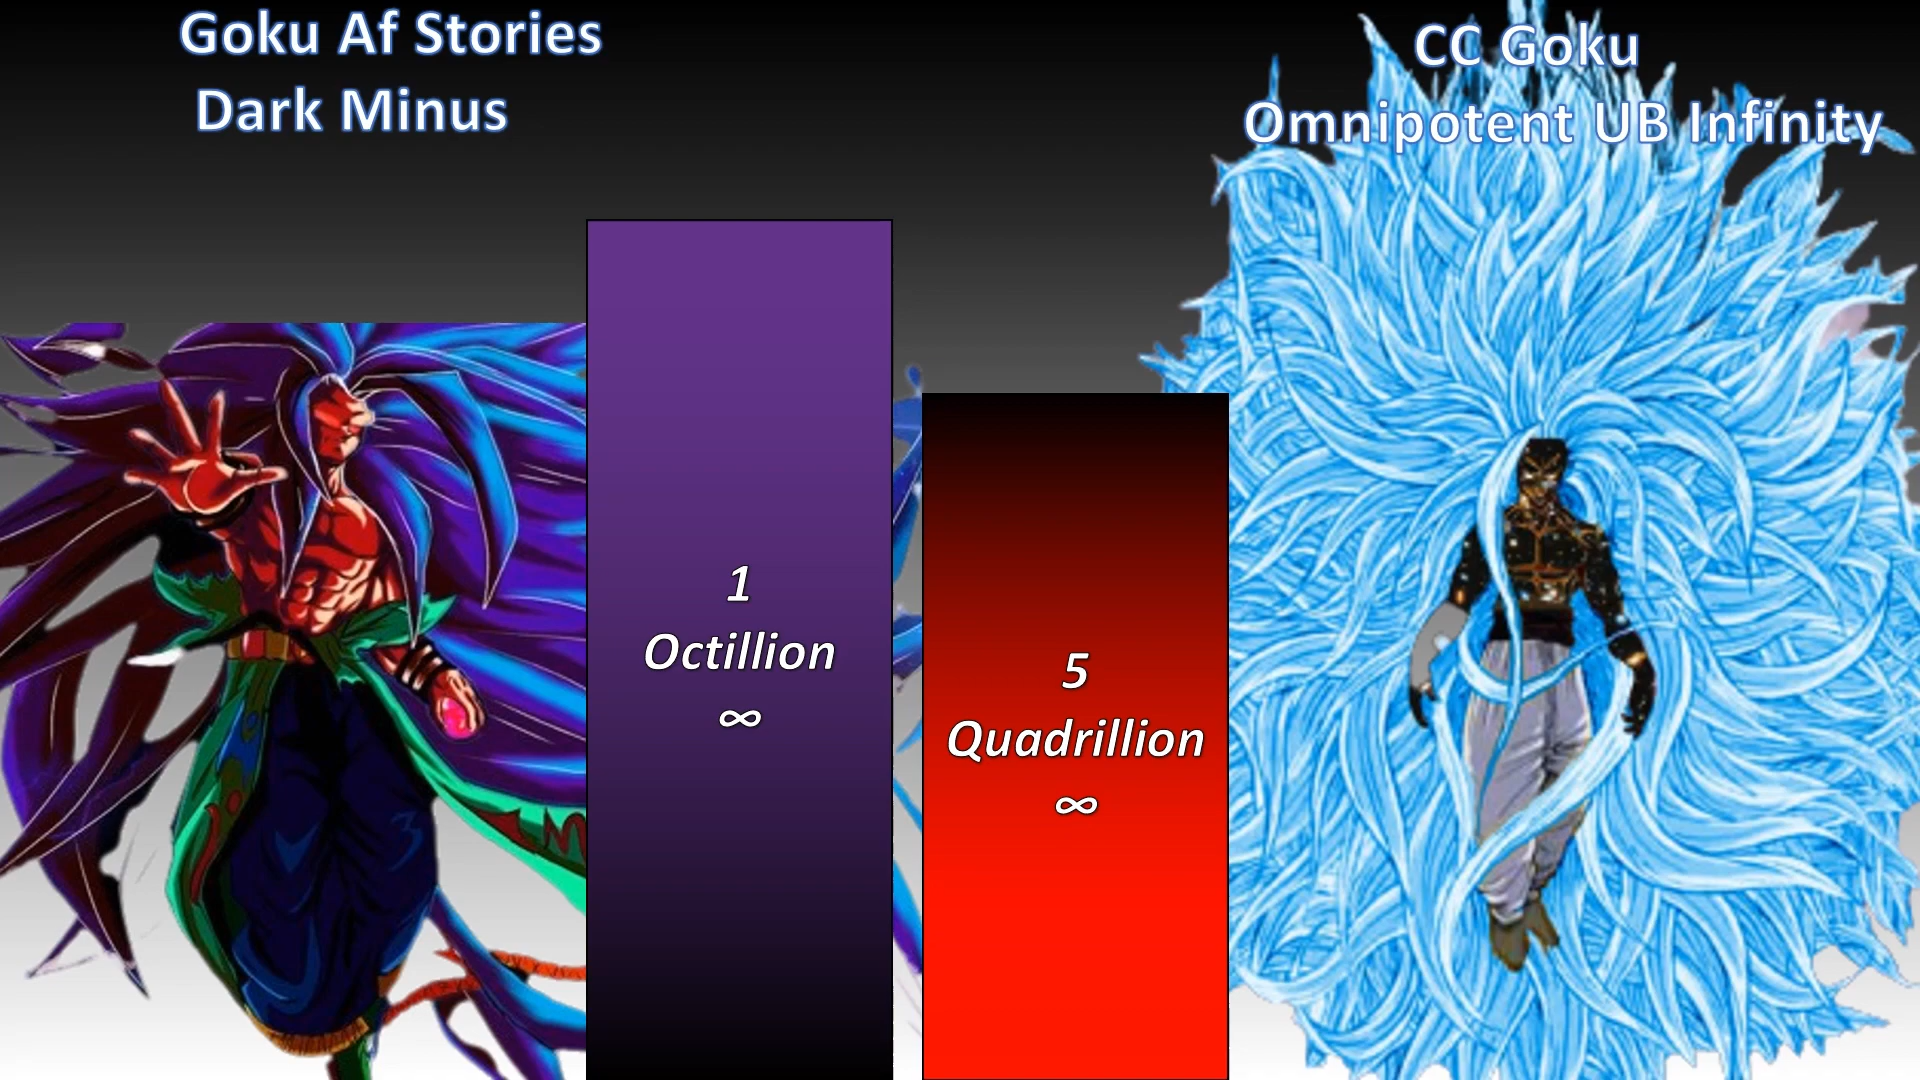 Goku Af Stories
Dark Minus
CC Goku
Omnipotent UB Infinity
1
Octillion
∞
5
Quadrillion
∞